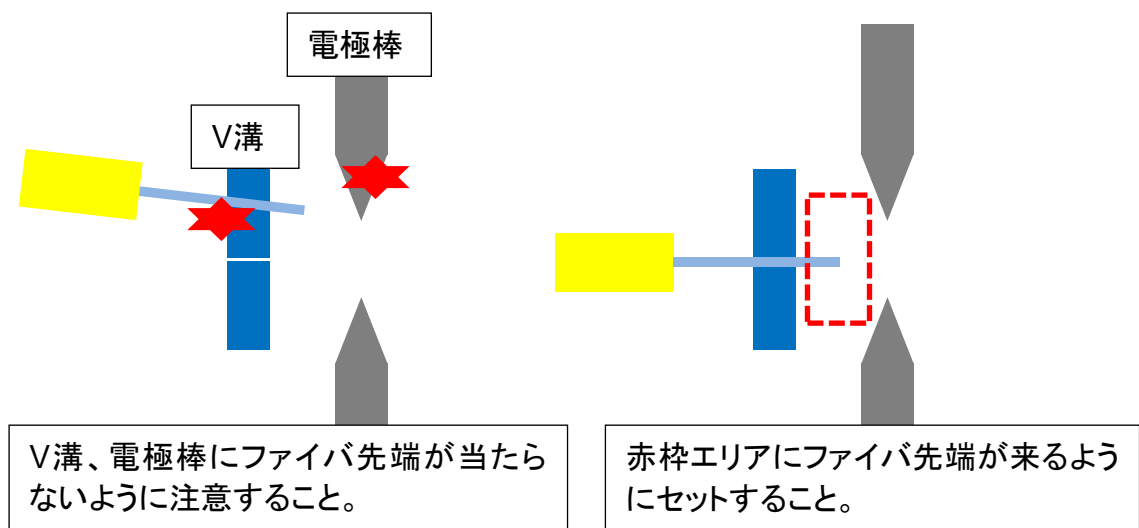 電極棒
V溝
V溝、電極棒にファイバ先端が当たら
ないように注意すること。
赤枠エリアにファイバ先端が来るよう
にセットすること。